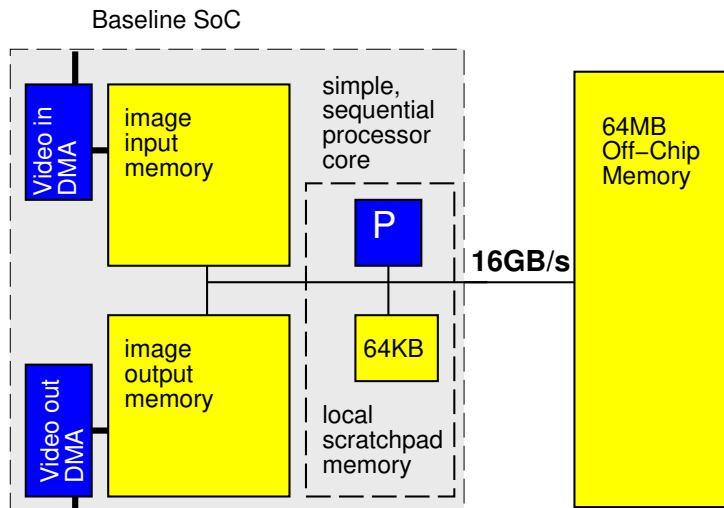 Baseline SoC
Video in
DMA
image
input
memory
simple,
sequential
processor
core
P
16GB/s
64MB
Off−Chip
Memory
Video out
DMA
image
output
memory
64KB
local
scratchpad
memory